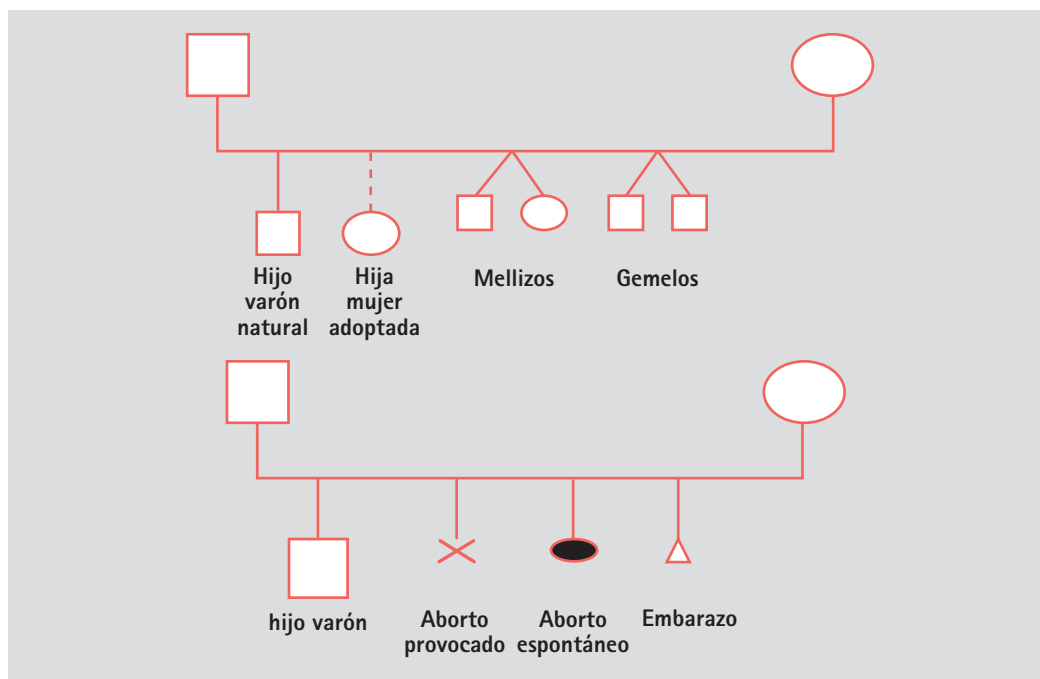 Hijo
varón
natural
Hija
mujer
adoptada
Mellizos
Gemelos
hijo varón
Aborto
provocado
Aborto
espontáneo
Embarazo